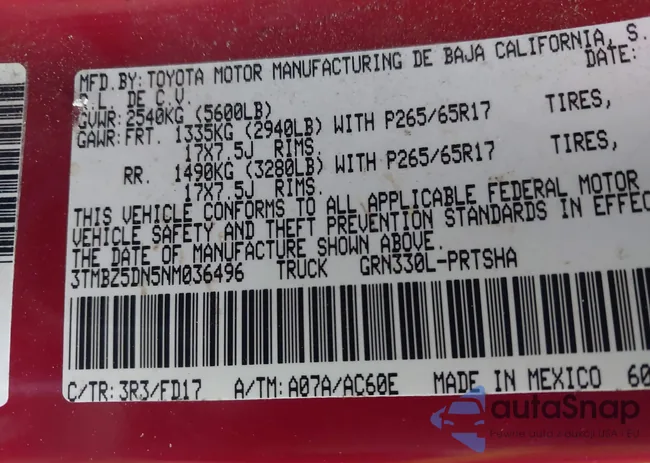 MFD.BY:TOYOTA MOTOR MANUFACTURING DE BAJA CALIFORNIA, S.
R.L. DE C.V. DATE:
GVWR:2540KG (5600LB)
GAWR:FRT. 1335KG (2940LB) WITH P265/65R17 TIRES,
17X7.5J RIMS.
RR. 1490KG (3280LB) WITH P265/65R17 TIRES,
17X7.5J RIMS.
THIS VEHICLE CONFORMS TO ALL APPLICABLE FEDERAL MOTOR
VEHICLE SAFETY AND THEFT PREVENTION STANDARDS IN EFFEC
THE DATE OF MANUFACTURE SHOWN ABOVE.
3TMBZ5DN5NM036496 TRUCK GRN330L-PRTSHA
C/TR:3R3/FD17 A/TM:A07A/AC60E MADE IN MEXICO 60
autaSnap